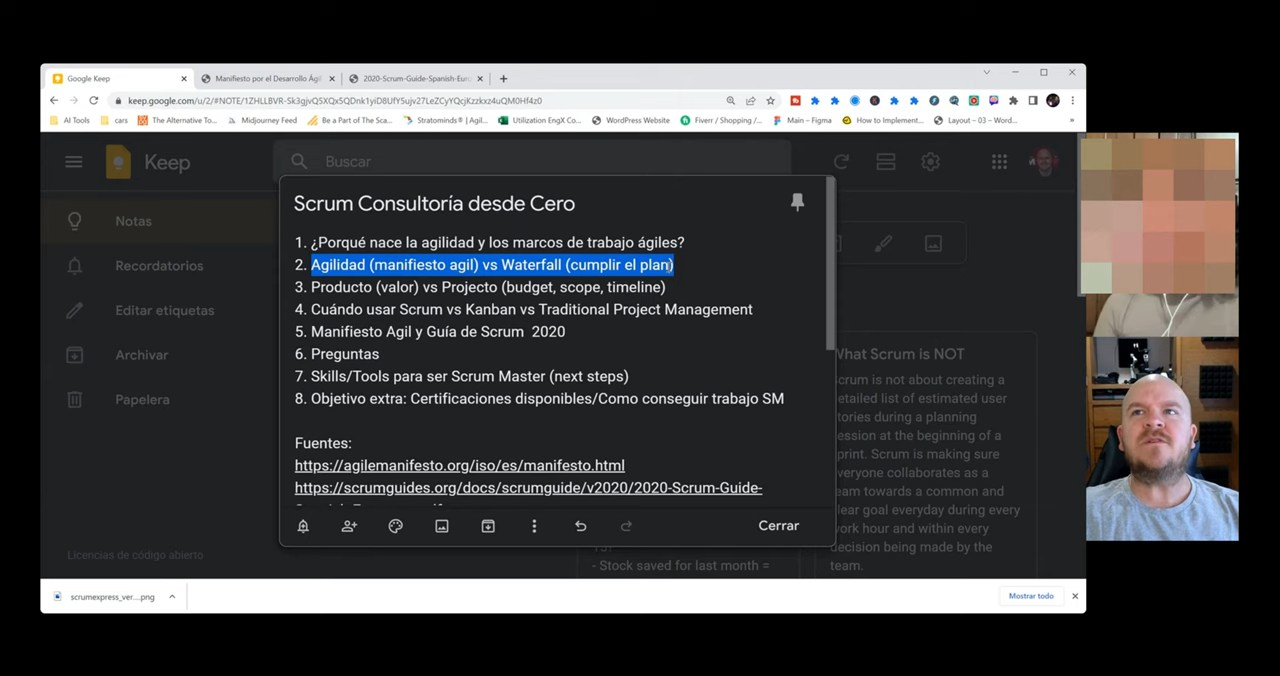 Google Keep
Manifiesto por el Desarrollo Ágil
2020-Scrum-Guide-Spanish-Euro
keep.google.com/u/2/#NOTE/1ZHLLBVR-Sk3gjvQ5XQx5QDnk1yiD8UfY5ujv27LeZCyYQcjKzzkxz4uQM0Hf4z0
AI Tools
cars
The Alternative To...
Midjourney Feed
Be a Part of The Sca...
Stratominds® | Agil...
Utilization EngX Co...
WordPress Website
Fiverr / Shopping /...
Main – Figma
How to Implement...
Layout – 03 – Word...
»
Keep
Buscar
Notas
Recordatorios
Editar etiquetas
Archivar
Papelera
Licencias de código abierto
Scrum Consultoría desde Cero
1. ¿Porqué nace la agilidad y los marcos de trabajo ágiles?
2. Agilidad (manifiesto agil) vs Waterfall (cumplir el plan)
3. Producto (valor) vs Projecto (budget, scope, timeline)
4. Cuándo usar Scrum vs Kanban vs Traditional Project Management
5. Manifiesto Agil y Guía de Scrum 2020
6. Preguntas
7. Skills/Tools para ser Scrum Master (next steps)
8. Objetivo extra: Certificaciones disponibles/Como conseguir trabajo SM
Fuentes:
https://agilemanifesto.org/iso/es/manifesto.html
https://scrumguides.org/docs/scrumguide/v2020/2020-Scrum-Guide-
Cerrar
What Scrum is NOT
Scrum is not about creating a
detailed list of estimated user
stories during a planning
session at the beginning of a
sprint. Scrum is making sure
everyone collaborates as a
team towards a common and
clear goal everyday during every
work hour and within every
decision being made by the
team.
- Stock saved for last month =
scrumexpress_ver....png
Mostrar todo